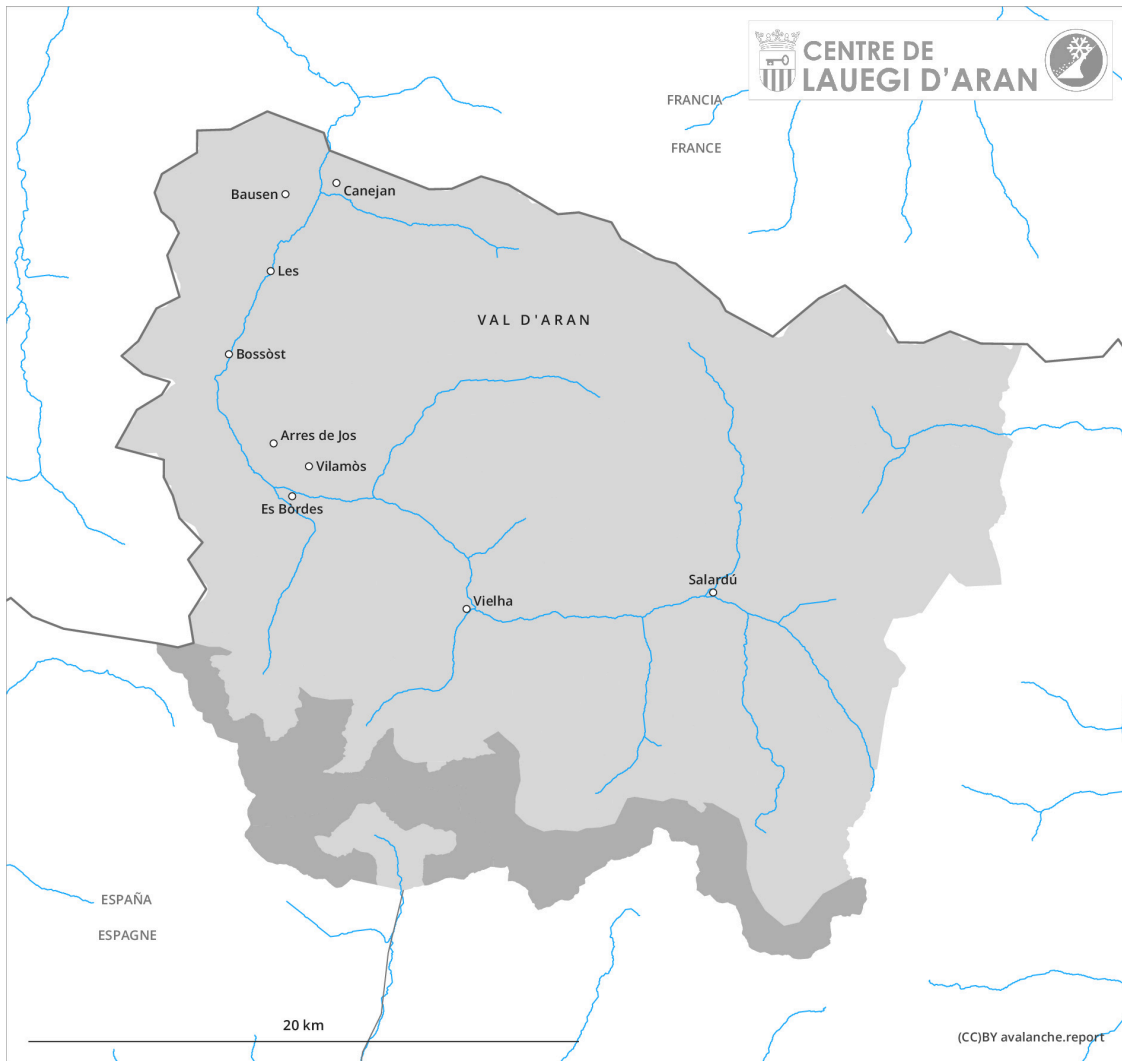 CENTRE DE
LAUEGI D'ARAN
FRANCIA
FRANCE
Bausen
Canejan
Les
VAL D'ARAN
Bossòst
Arres de Jos
Vilamòs
Es Bòrdes
Salardú
Vielha
ESPAÑA
ESPAGNE
20 km
(CC)BY avalanche.report